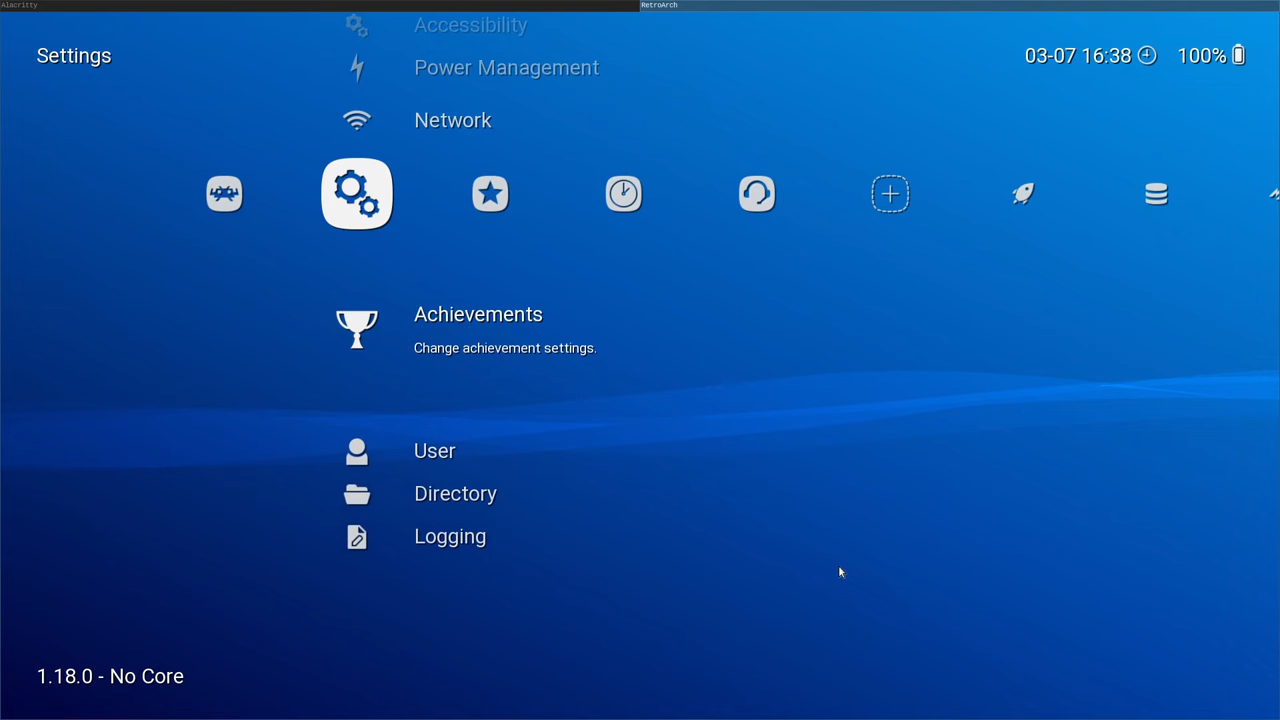 Alacritty
RetroArch
Accessibility
Settings
03-07 16:38
100%
Power Management
Network
Achievements
Change achievement settings.
User
Directory
Logging
1.18.0 - No Core